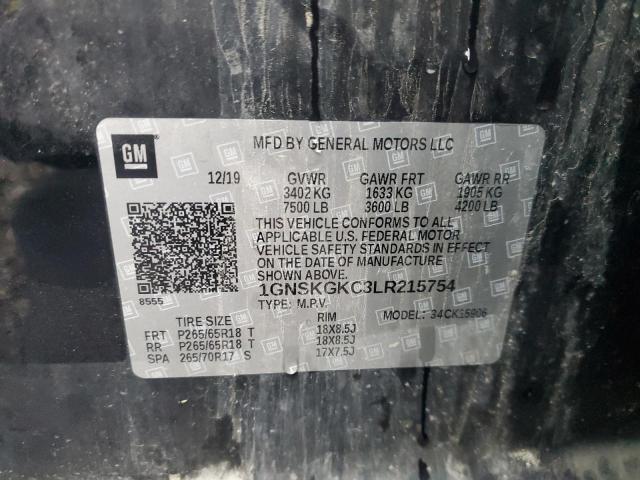 GM
MFD BY GENERAL MOTORS LLC
12/19 GVWR GAWR FRT GAWR RR
3402 KG 1633 KG 1905 KG
7500 LB 3600 LB 4200 LB
THIS VEHICLE CONFORMS TO ALL
APPLICABLE U.S. FEDERAL MOTOR
VEHICLE SAFETY STANDARDS IN EFFECT
ON THE DATE OF MANUFACTURE
SHOWN ABOVE.
8555
1GNSKGKC3LR215754
TYPE: M.P.V. MODEL:
TIRE SIZE RIM
FRT P265/65R18 T 18X8.5J
RR P265/65R18 T 18X8.5J
SPA 265/70R17 S 17X7.5J